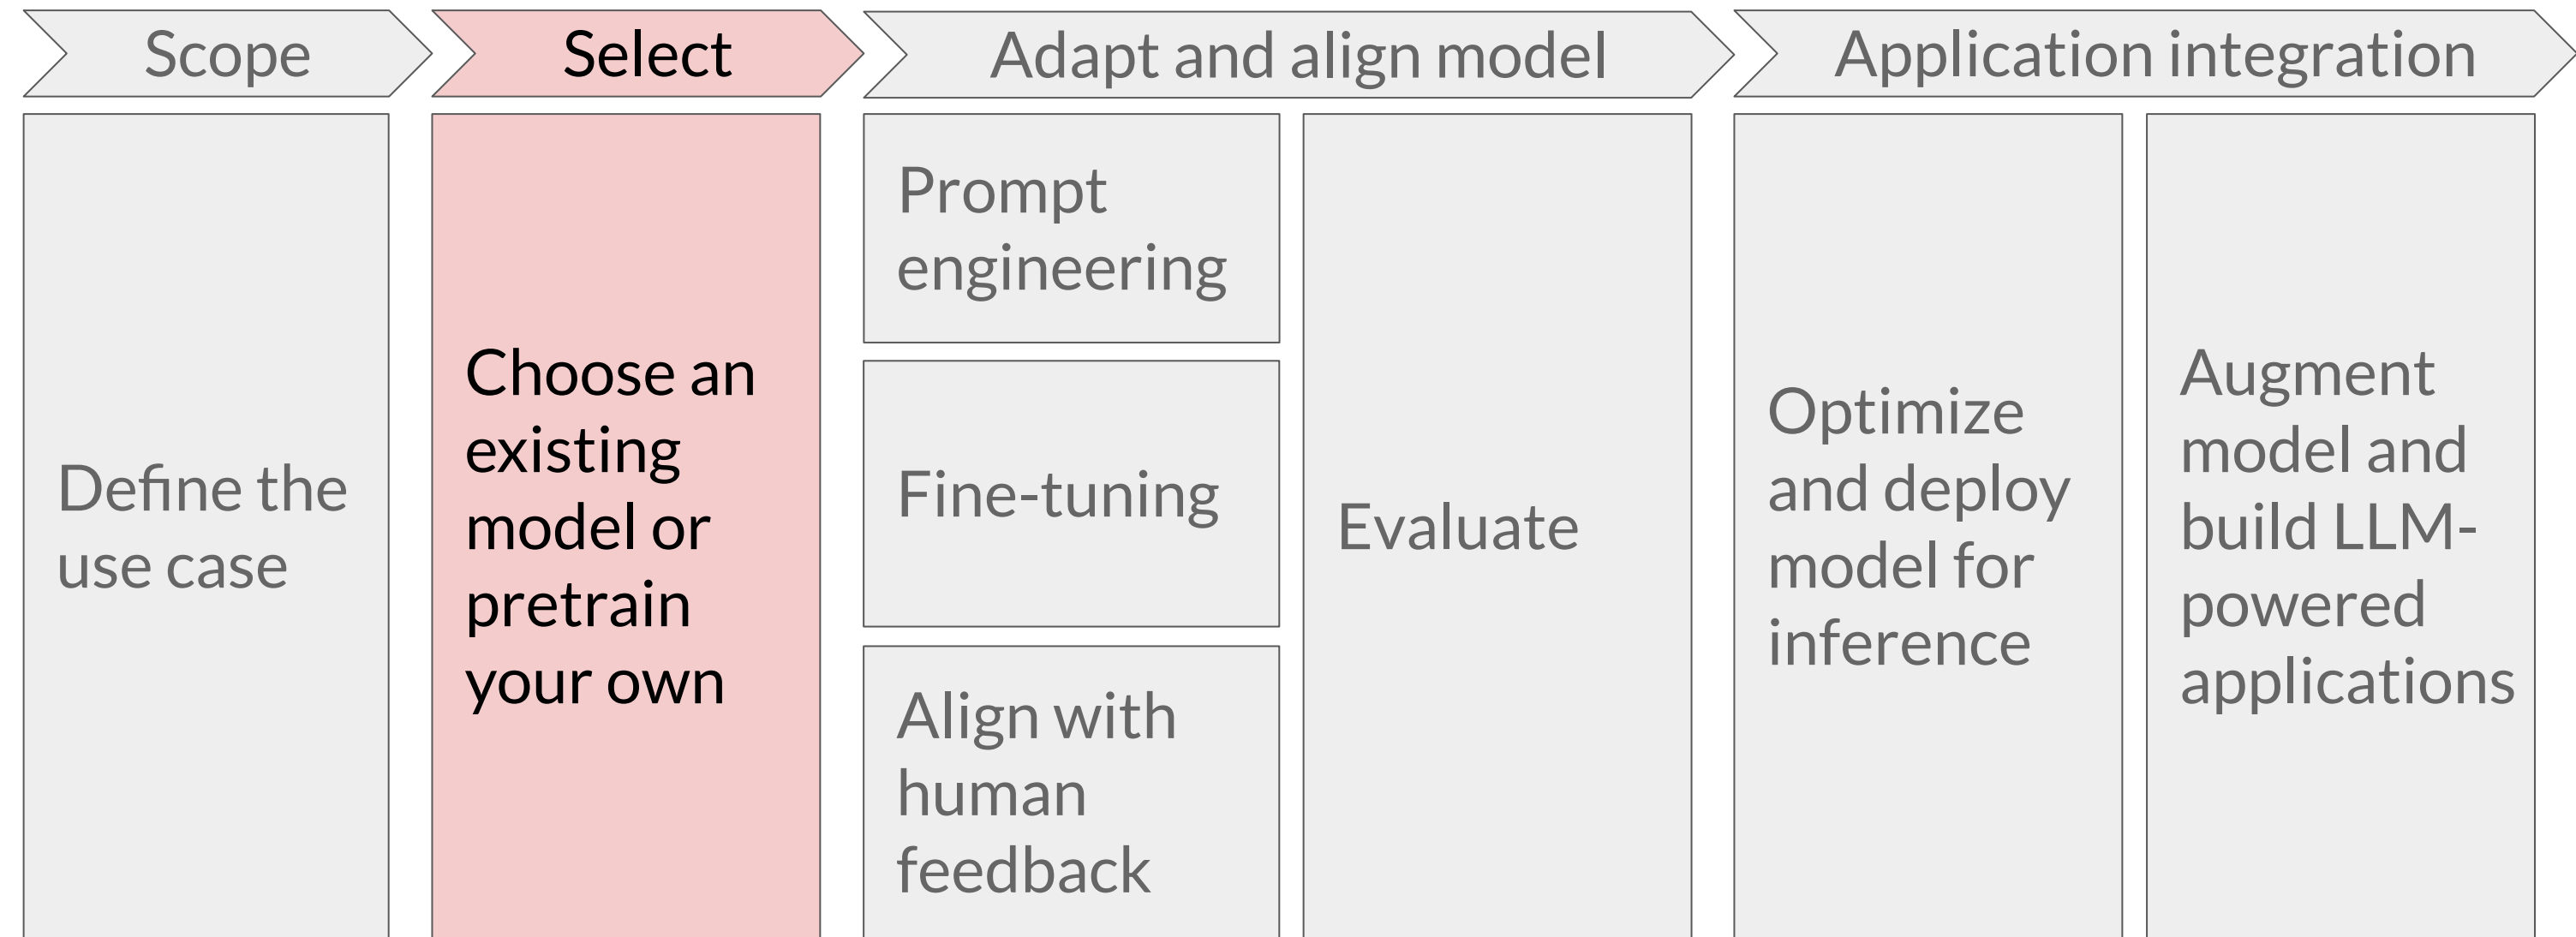 Scope
Select
Adapt and align model
Application integration
Define the
use case
Choose an
existing
model or
pretrain
your own
Prompt
engineering
Fine-tuning
Align with
human
feedback
Evaluate
Optimize
and deploy
model for
inference
Augment
model and
build LLM-
powered
applications